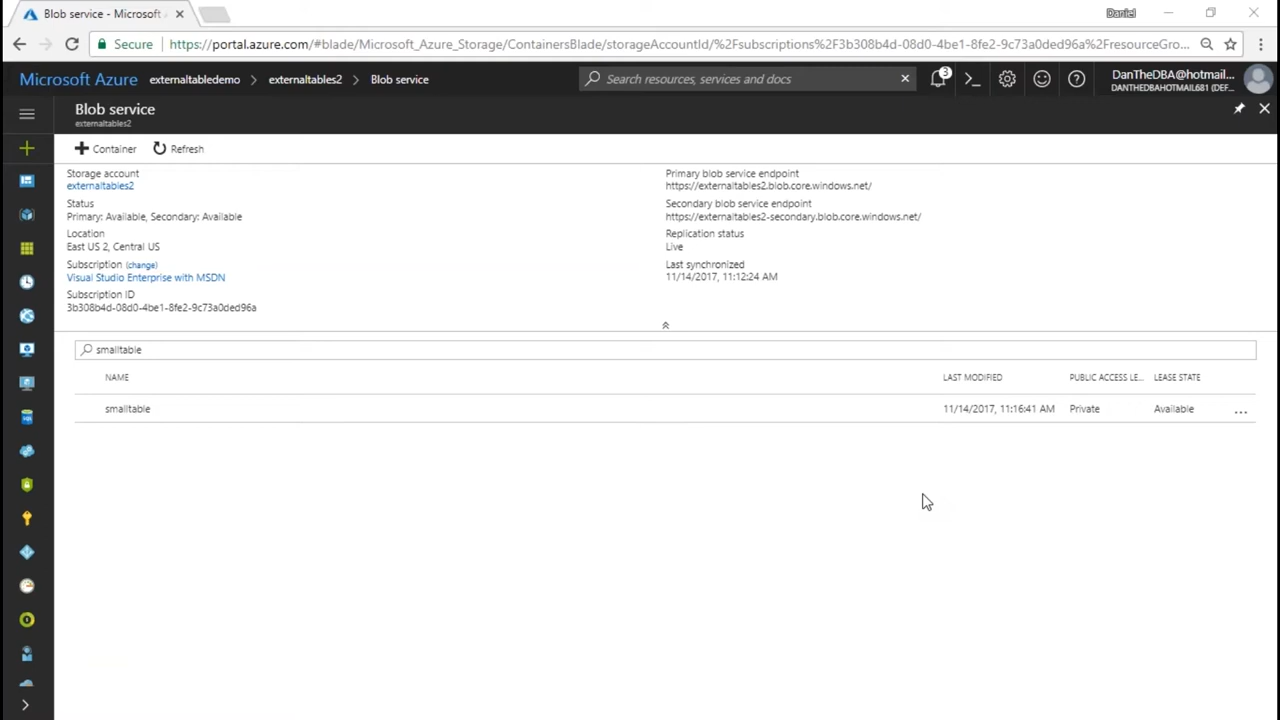 Blob service - Microsoft
Daniel
Secure https://portal.azure.com/#blade/Microsoft_Azure_Storage/ContainersBlade/storageAccountId/%2Fsubscriptions%2F3b308b4d-08d0-4be1-8fe2-9c73a0ded96a%2FresourceGro...
Microsoft Azure externaltabledemo > externaltables2 > Blob service
Search resources, services and docs
3
DanTheDBA@hotmail...
DANTHEDBAHOTMAIL681 (DEF...
Blob service
externaltables2
Container Refresh
Storage account
externaltables2
Status
Primary: Available, Secondary: Available
Location
East US 2, Central US
Subscription (change)
Visual Studio Enterprise with MSDN
Subscription ID
3b308b4d-08d0-4be1-8fe2-9c73a0ded96a
Primary blob service endpoint
https://externaltables2.blob.core.windows.net/
Secondary blob service endpoint
https://externaltables2-secondary.blob.core.windows.net/
Replication status
Live
Last synchronized
11/14/2017, 11:12:24 AM
smalltable
NAME LAST MODIFIED PUBLIC ACCESS LE... LEASE STATE
smalltable 11/14/2017, 11:16:41 AM Private Available ...